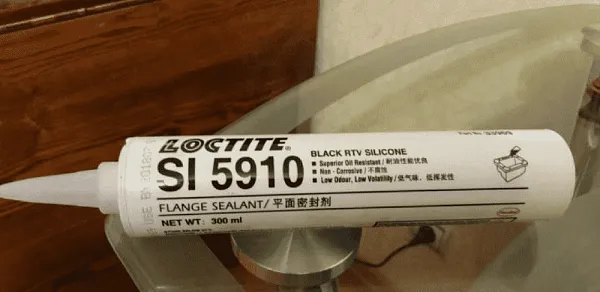 LOCTITE®
SI 5910
BLACK RTV SILICONE
■ Superior Oil Resistant / 耐油性能优良
■ Non - Corrosive / 不腐蚀
■ Low Odour, Low Volatility / 低气味、低挥发性
FLANGE SEALANT / 平面密封剂
NET WT: 300 ml